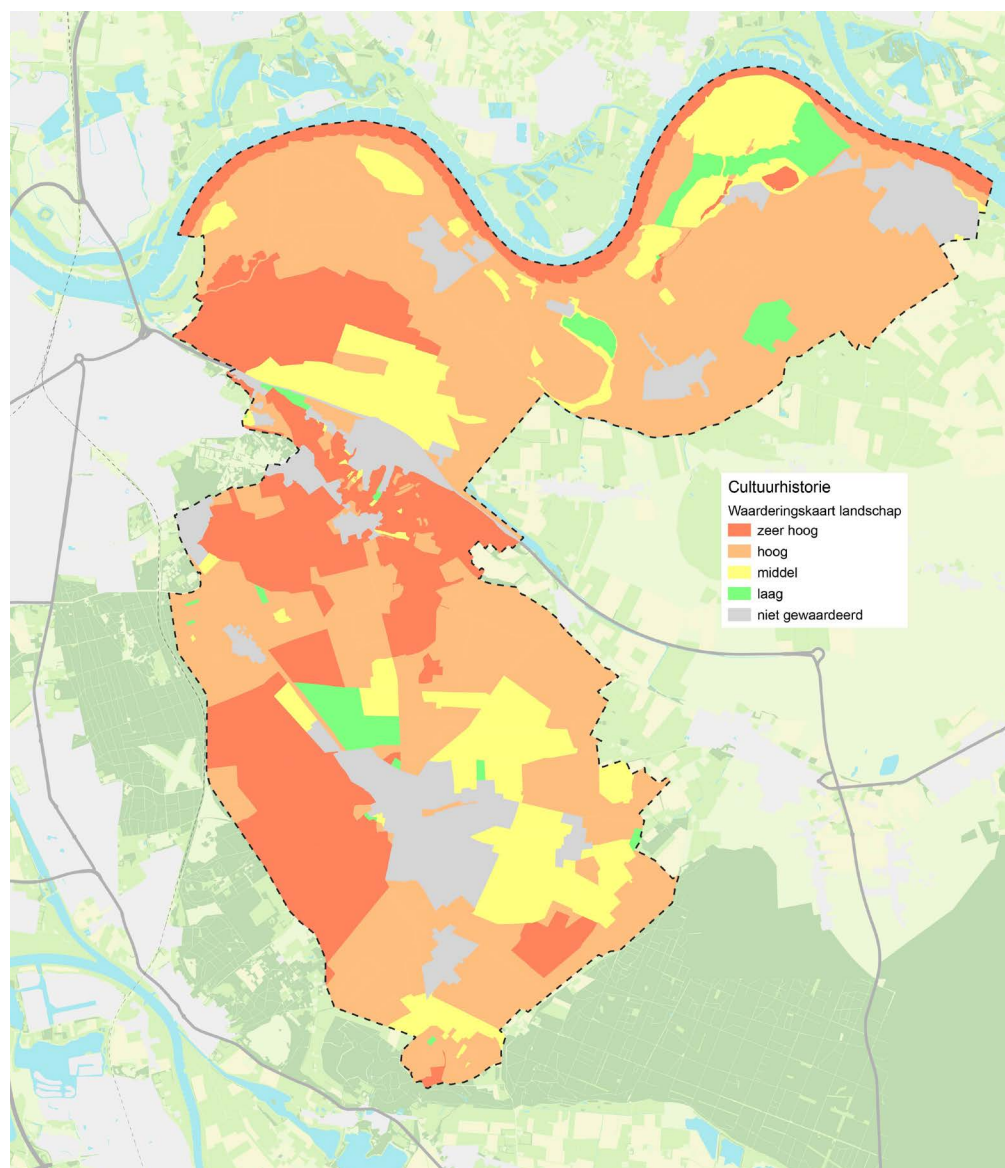 Cultuurhistorie
Waarderingskaart landschap
zeer hoog
hoog
middel
laag
niet gewaardeerd